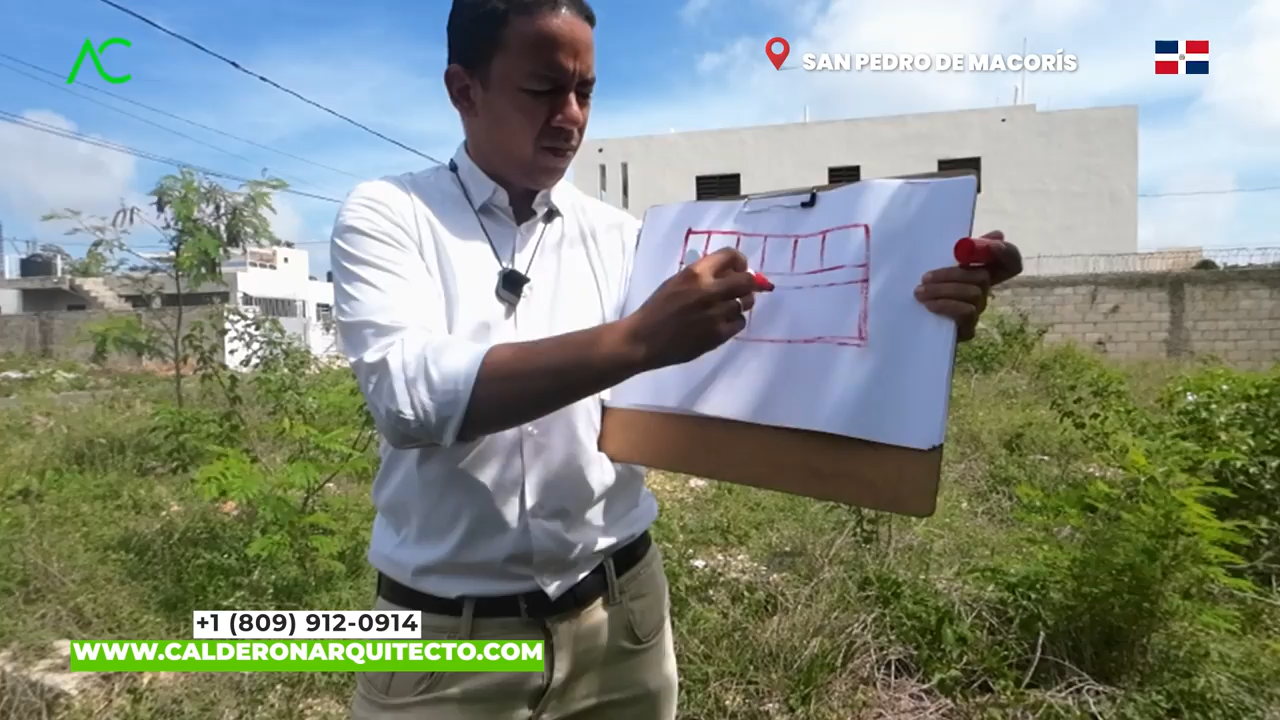 AC
SAN PEDRO DE MACORÍS
+1 (809) 912-0914
WWW.CALDERONARQUITECTO.COM